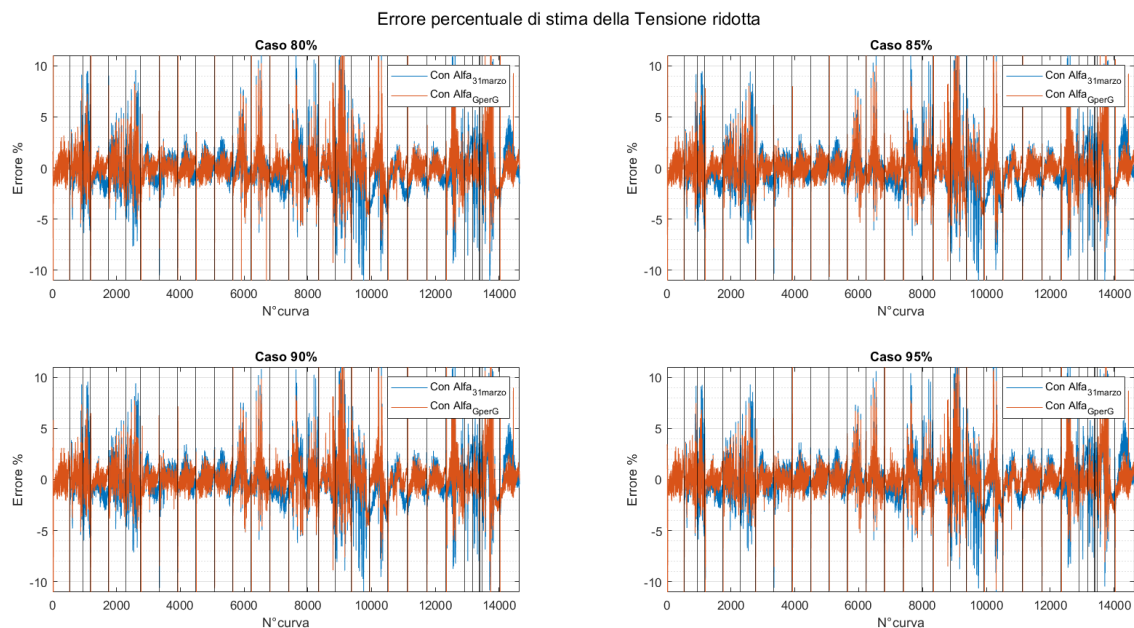 Errore percentuale di stima della Tensione ridotta
Caso 80%
10
5
0
-5
-10
Errore %
0 2000 4000 6000 8000 10000 12000 14000
N°curva
Con Alfa31marzo
Con AlfaGperG
Caso 85%
10
5
0
-5
-10
Errore %
0 2000 4000 6000 8000 10000 12000 14000
N°curva
Con Alfa31marzo
Con AlfaGperG
Caso 90%
10
5
0
-5
-10
Errore %
0 2000 4000 6000 8000 10000 12000 14000
N°curva
Con Alfa31marzo
Con AlfaGperG
Caso 95%
10
5
0
-5
-10
Errore %
0 2000 4000 6000 8000 10000 12000 14000
N°curva
Con Alfa31marzo
Con AlfaGperG